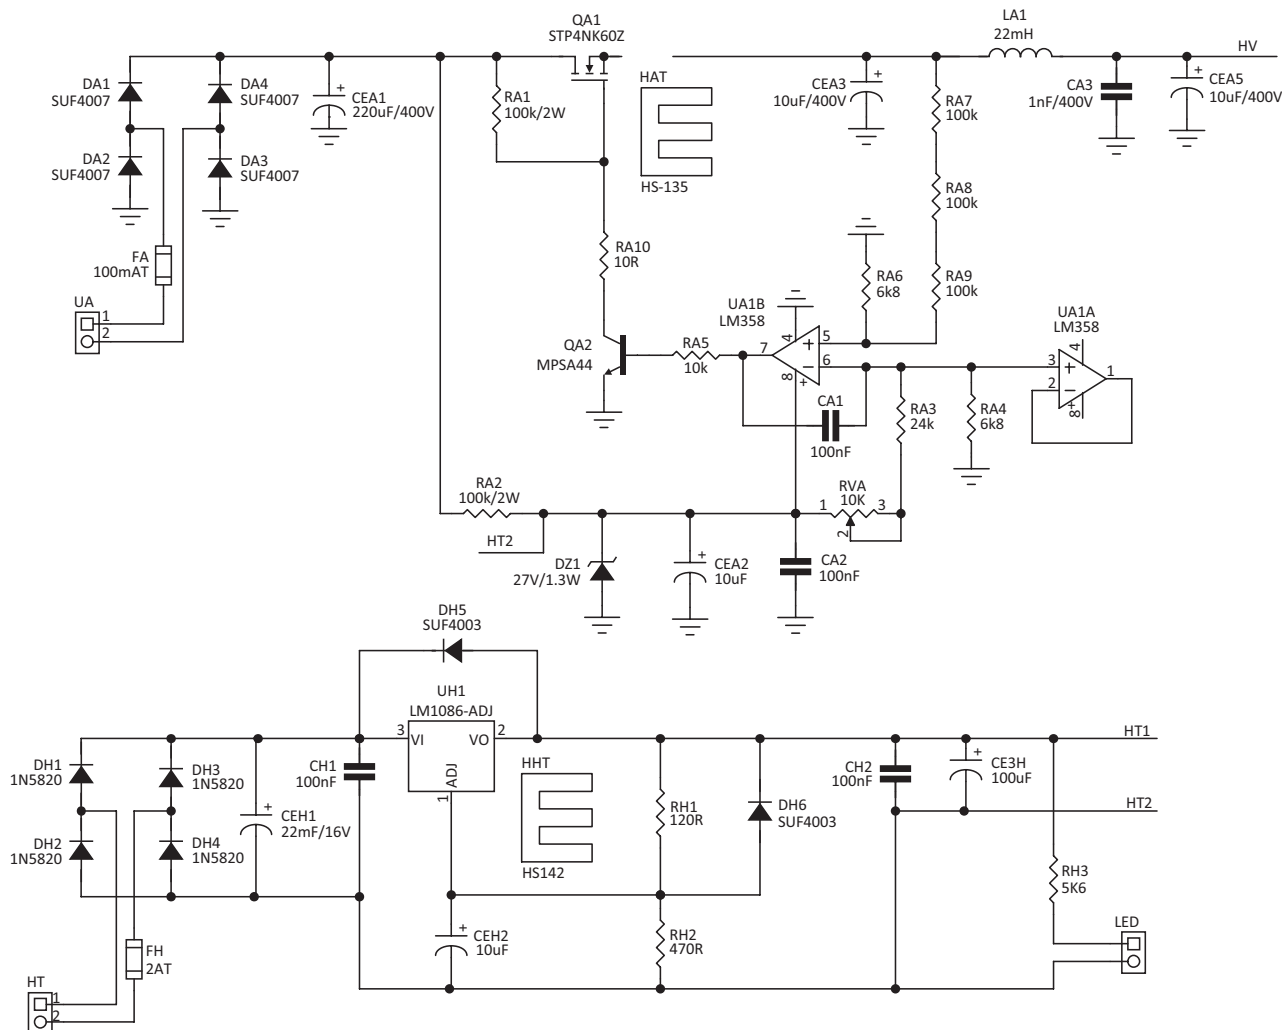 QA1
STP4NK60Z
LA1
22mH
HV
DA1
SUF4007
DA4
SUF4007
+
CEA1
220uF/400V
RA1
100k/2W
HAT
HS-135
CEA3
10uF/400V
+
RA7
100k
CA3
1nF/400V
+
CEA5
10uF/400V
DA2
SUF4007
DA3
SUF4007
RA8
100k
FA
100mAT
RA10
10R
RA6
6k8
RA9
100k
UA
1
2
UA1B
LM358
4
5
6
7
8
+
−
+
UA1A
LM358
4
3
2
1
8
+
−
+
QA2
MPSA44
RA5
10k
CA1
100nF
RA3
24k
RA4
6k8
RA2
100k/2W
HT2
RVA
10K
1
3
2
DZ1
27V/1.3W
+
CEA2
10uF
CA2
100nF
DH5
SUF4003
UH1
LM1086-ADJ
3
VI
VO
2
ADJ
1
HT1
DH1
1N5820
DH3
1N5820
CH1
100nF
HHT
HS142
CH2
100nF
+
CE3H
100uF
HT2
+
CEH1
22mF/16V
RH1
120R
DH6
SUF4003
DH2
1N5820
DH4
1N5820
RH3
5K6
+
CEH2
10uF
RH2
470R
LED
FH
2AT
HT
1
2